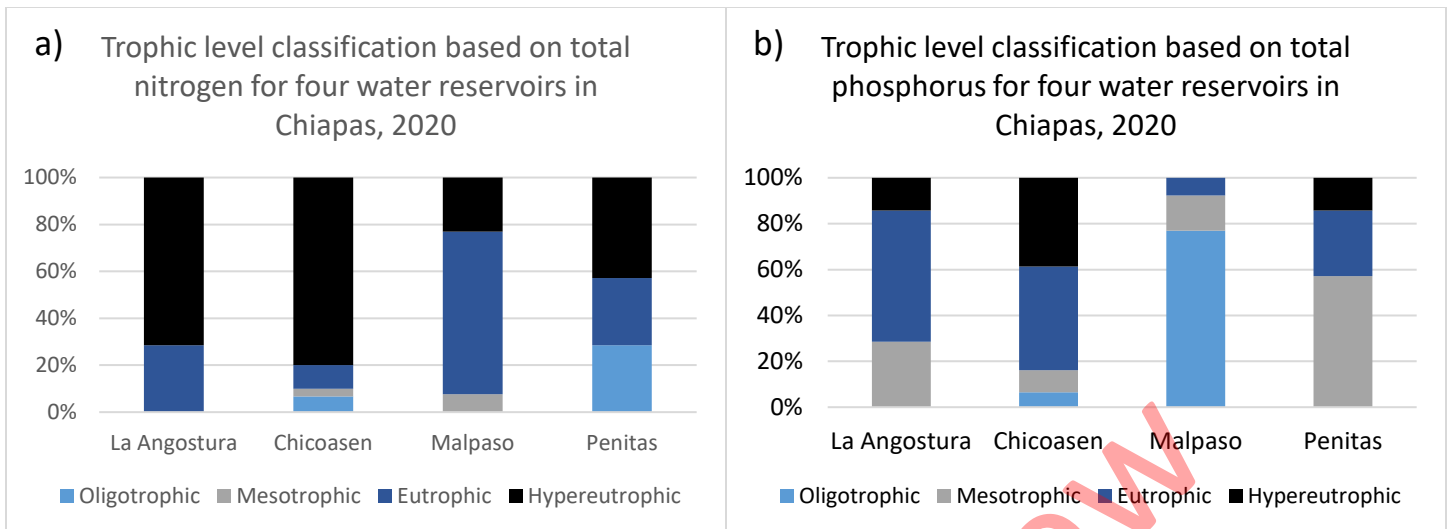 a) Trophic level classification based on total
nitrogen for four water reservoirs in
Chiapas, 2020
100%
80%
60%
40%
20%
0%
La Angostura Chicoasen Malpaso Penitas
Oligotrophic Mesotrophic Eutrophic Hypereutrophic
b) Trophic level classification based on total
phosphorus for four water reservoirs in
Chiapas, 2020
100%
80%
60%
40%
20%
0%
La Angostura Chicoasen Malpaso Penitas
Oligotrophic Mesotrophic Eutrophic Hypereutrophic